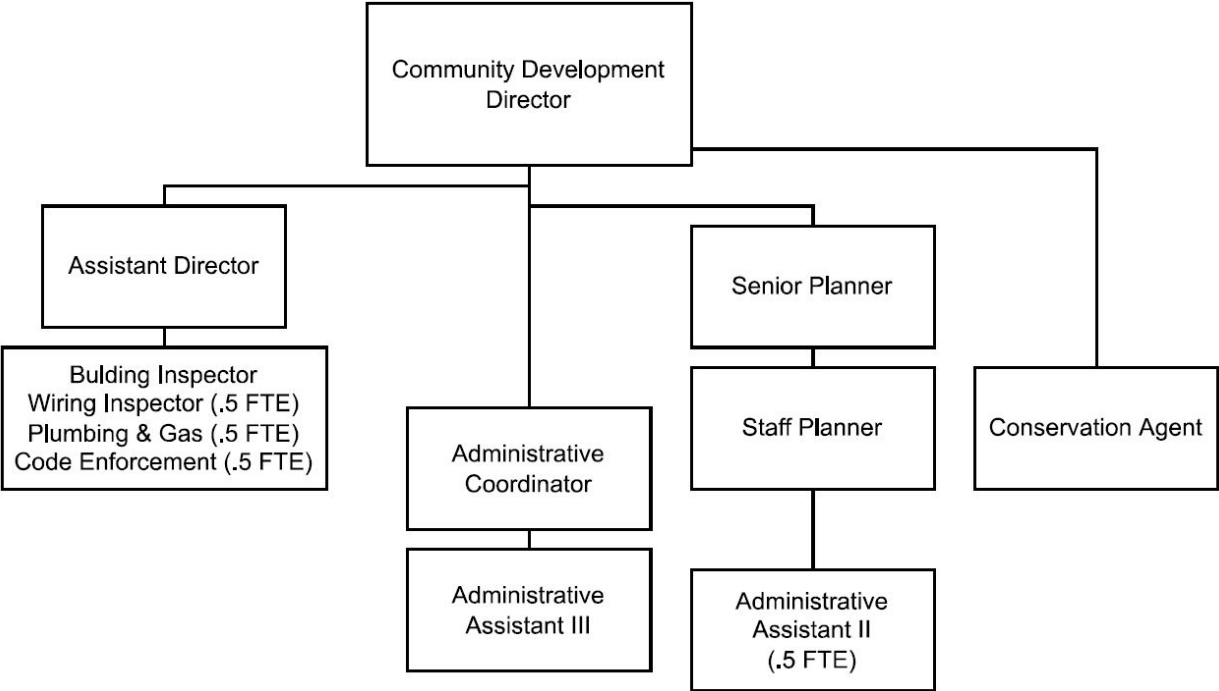 Community Development
Director
Assistant Director
Bulding Inspector
Wiring Inspector (.5 FTE)
Plumbing & Gas (.5 FTE)
Code Enforcement (.5 FTE)
Administrative
Coordinator
Administrative
Assistant III
Senior Planner
Staff Planner
Administrative
Assistant II
(.5 FTE)
Conservation Agent